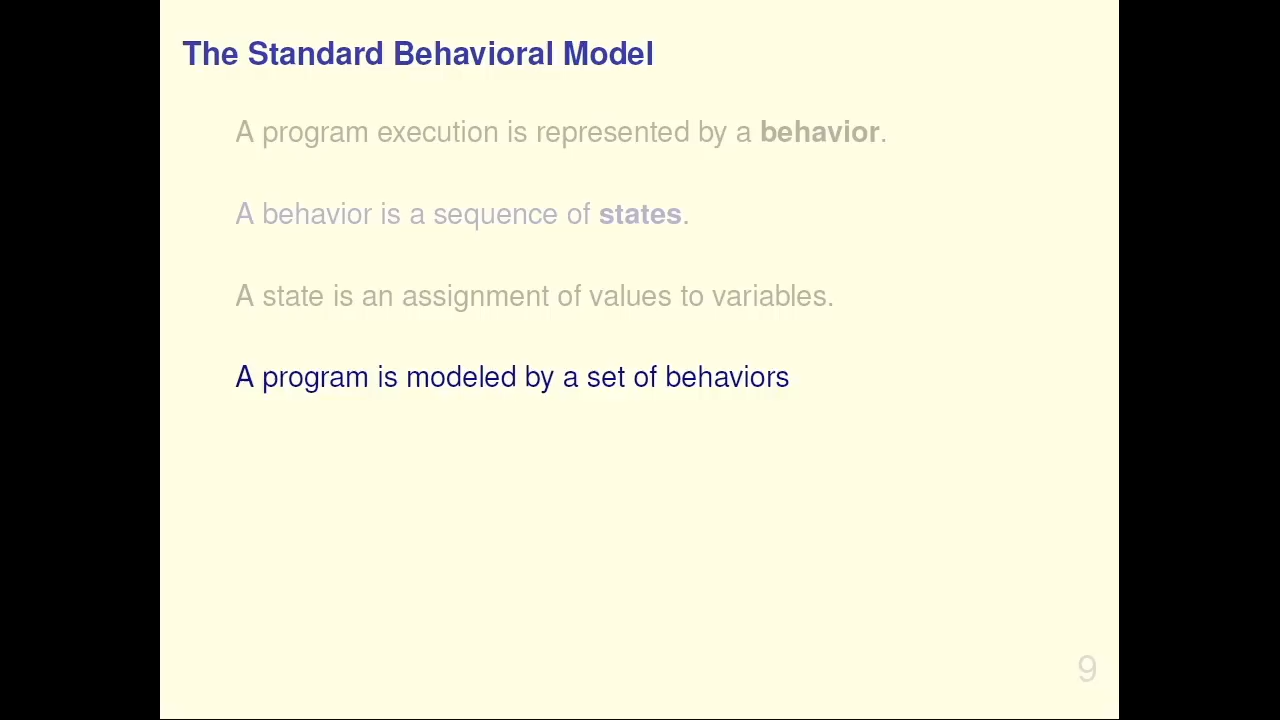 The Standard Behavioral Model
A program execution is represented by a behavior.
A behavior is a sequence of states.
A state is an assignment of values to variables.
A program is modeled by a set of behaviors
9